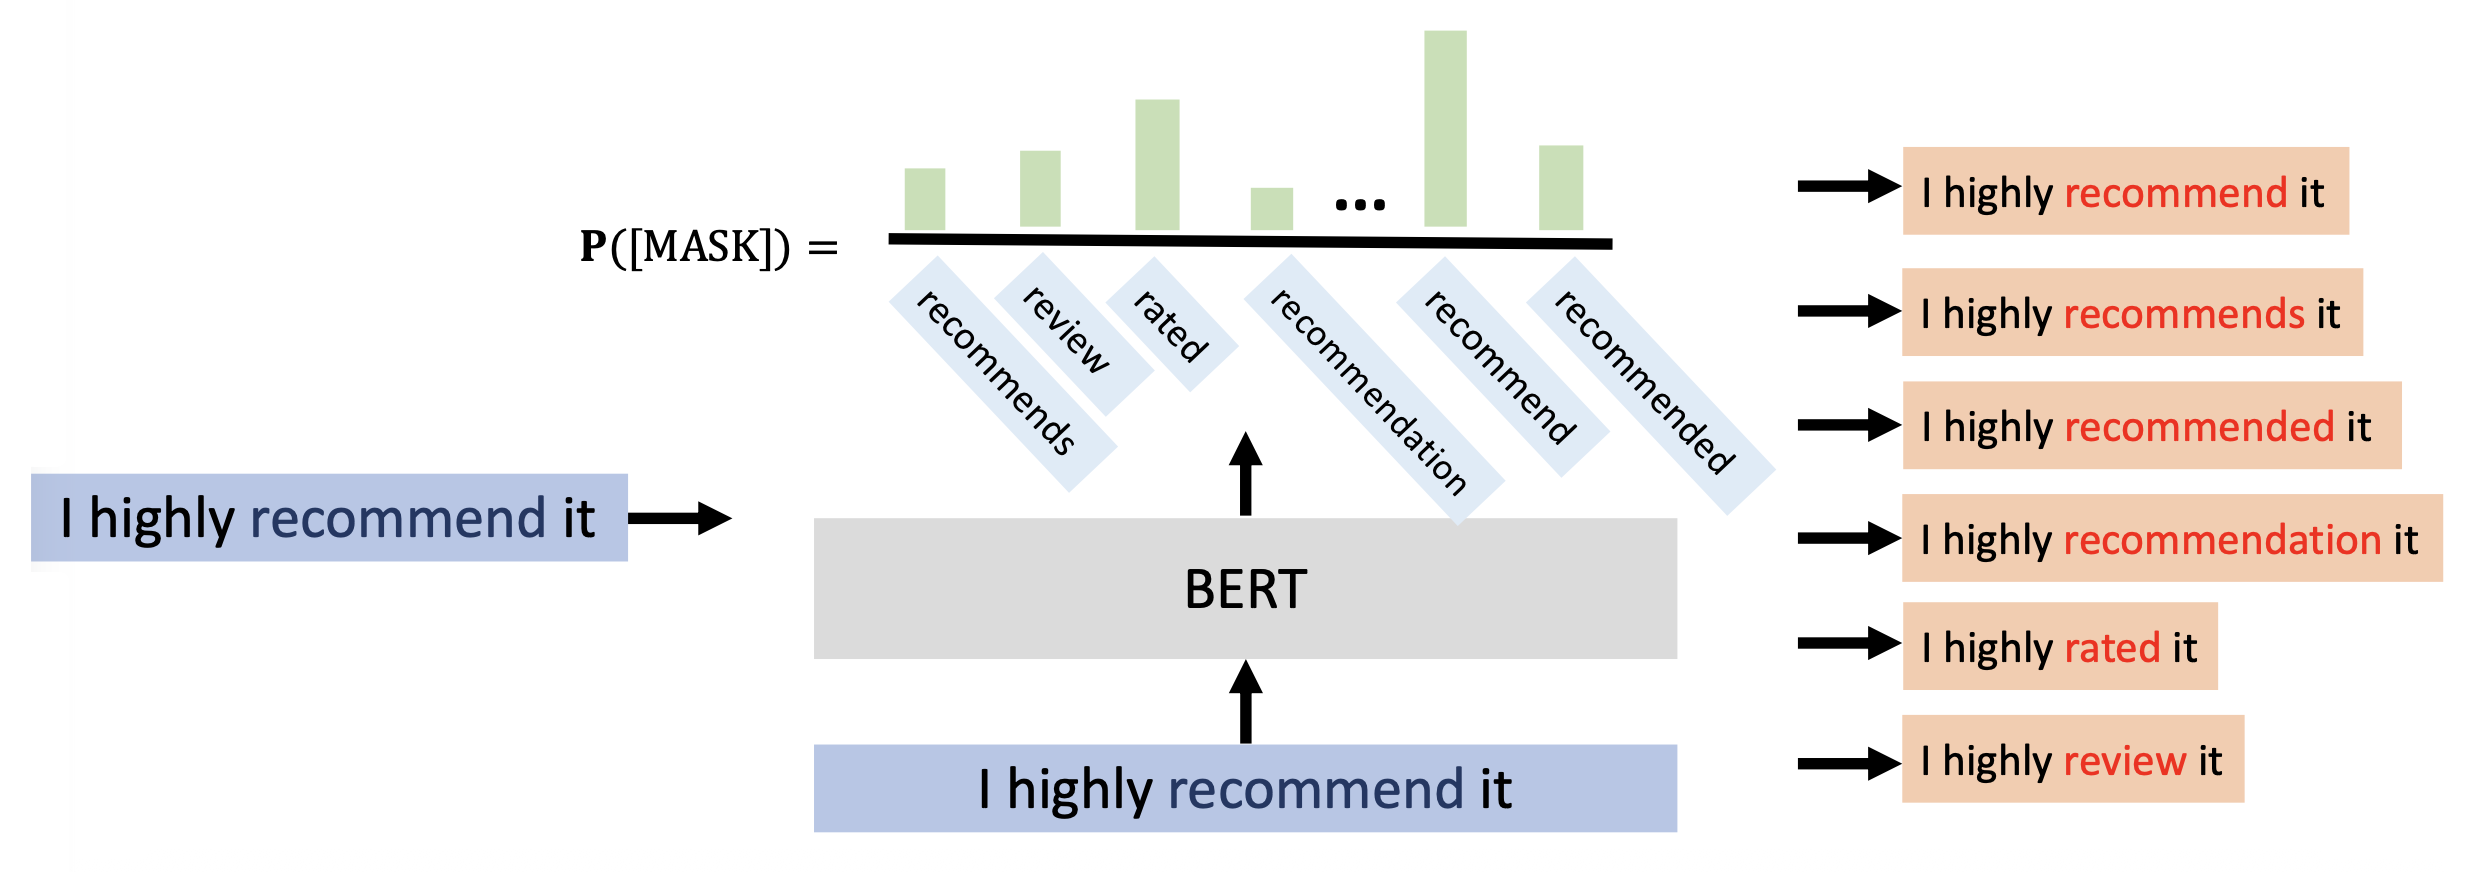 P([MASK]) =
...
recommends
review
rated
recommendation
recommend
recommended
I highly recommend it
BERT
I highly recommend it
I highly recommend it
I highly recommends it
I highly recommended it
I highly recommendation it
I highly rated it
I highly review it